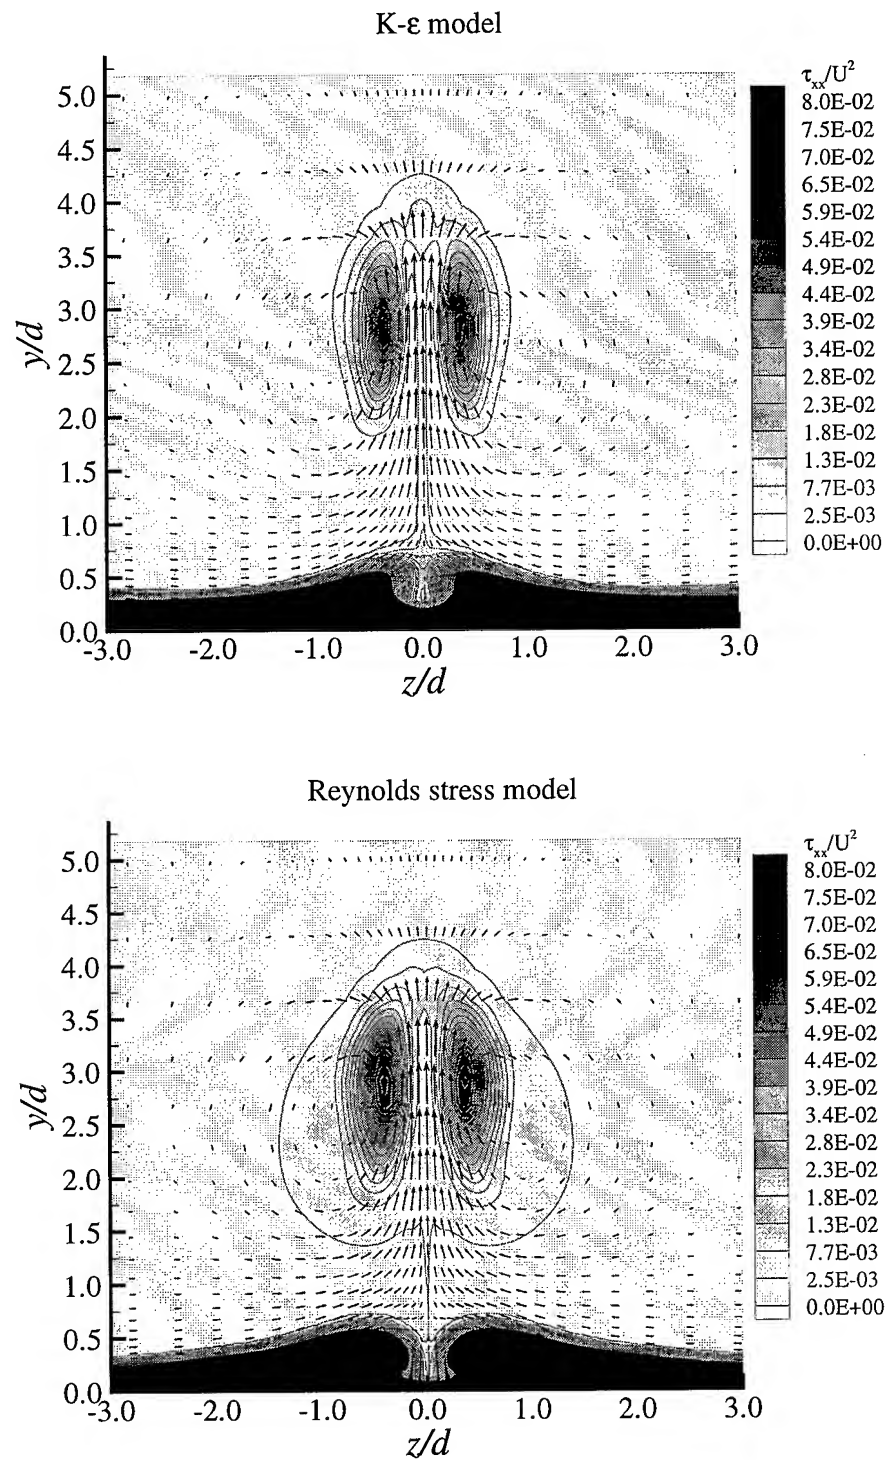 K-ε model
τxx/U²
8.0E-02
7.5E-02
7.0E-02
6.5E-02
5.9E-02
5.4E-02
4.9E-02
4.4E-02
3.9E-02
3.4E-02
2.8E-02
2.3E-02
1.8E-02
1.3E-02
7.7E-03
2.5E-03
0.0E+00
y/d
5.0
4.5
4.0
3.5
3.0
2.5
2.0
1.5
1.0
0.5
0.0
-3.0 -2.0 -1.0 0.0 1.0 2.0 3.0
z/d
Reynolds stress model
τxx/U²
8.0E-02
7.5E-02
7.0E-02
6.5E-02
5.9E-02
5.4E-02
4.9E-02
4.4E-02
3.9E-02
3.4E-02
2.8E-02
2.3E-02
1.8E-02
1.3E-02
7.7E-03
2.5E-03
0.0E+00
y/d
5.0
4.5
4.0
3.5
3.0
2.5
2.0
1.5
1.0
0.5
0.0
-3.0 -2.0 -1.0 0.0 1.0 2.0 3.0
z/d